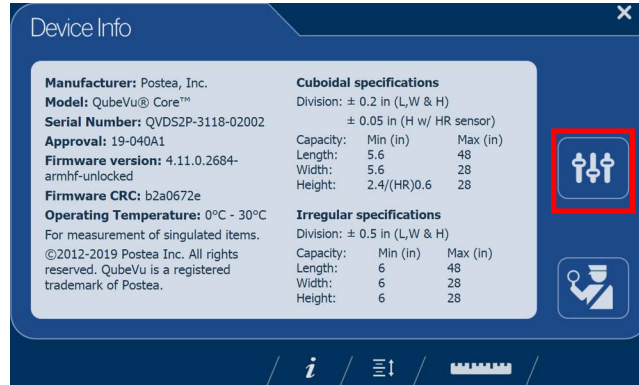 Device Info
Manufacturer: Postea, Inc.
Model: QubeVu® Core™
Serial Number: QVDS2P-3118-02002
Approval: 19-040A1
Firmware version: 4.11.0.2684-
armhf-unlocked
Firmware CRC: b2a0672e
Operating Temperature: 0°C - 30°C
For measurement of singulated items.
©2012-2019 Postea Inc. All rights
reserved. QubeVu is a registered
trademark of Postea.
Cuboidal specifications
Division: ± 0.2 in (L,W & H)
± 0.05 in (H w/ HR sensor)
Capacity: Min (in) Max (in)
Length: 5.6 48
Width: 5.6 28
Height: 2.4/(HR)0.6 28
Irregular specifications
Division: ± 0.5 in (L,W & H)
Capacity: Min (in) Max (in)
Length: 6 48
Width: 6 28
Height: 6 28